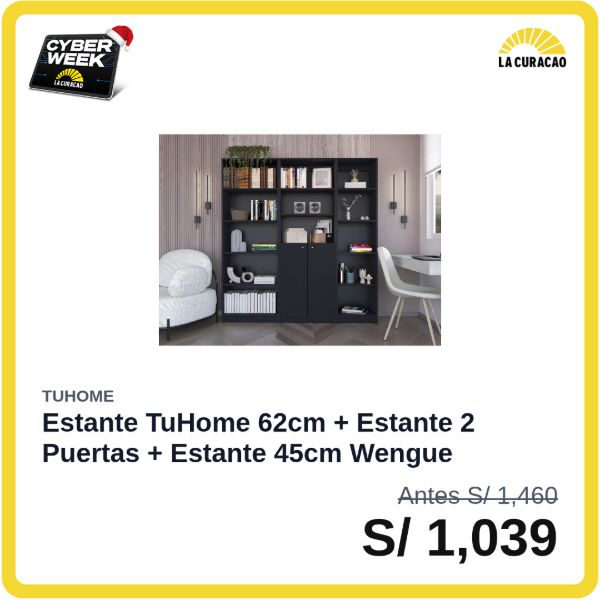 CYBER
WEEK
LA CURACAO
LA CURACAO
TUHOME
Estante TuHome 62cm + Estante 2
Puertas + Estante 45cm Wengue
Antes S/ 1,460
S/ 1,039